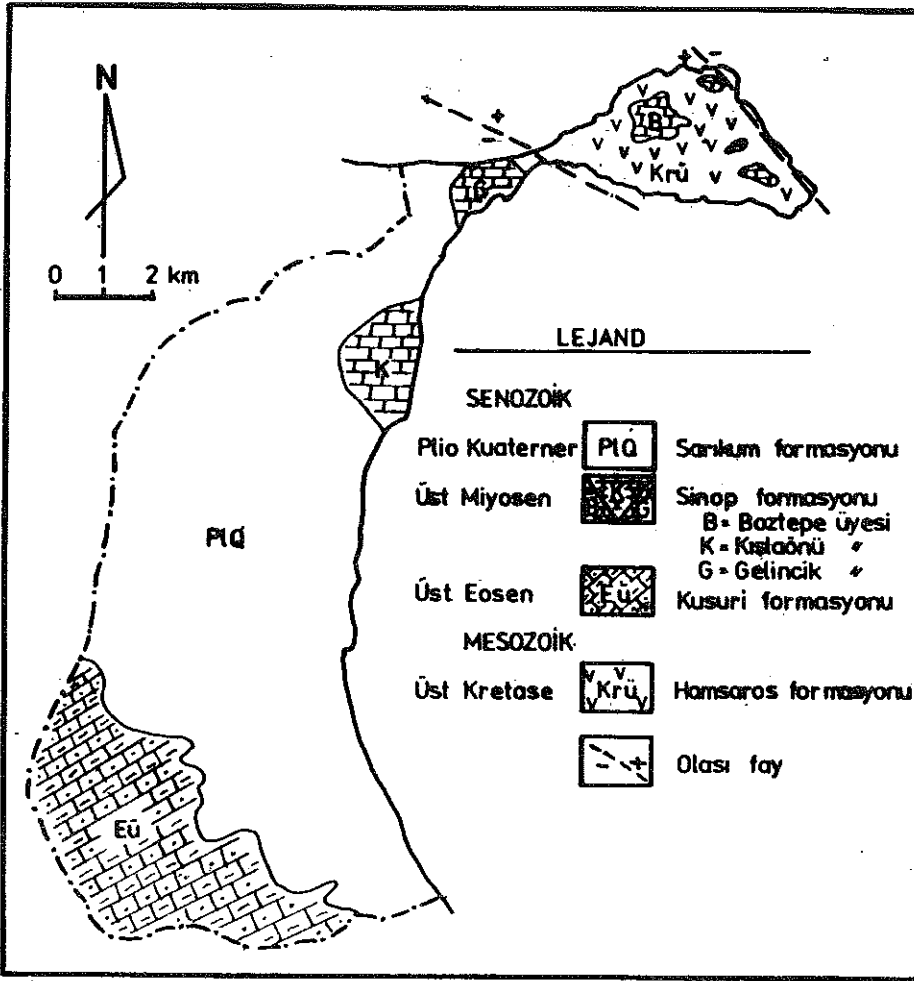 N
0 1 2 km
B
Krü
G
K
PlQ
Eü
LEJAND
SENOZOİK
Plio Kuaterner PlQ Sarıkum formasyonu
Üst Miyosen Sinop formasyonu
B = Boztepe üyesi
K = Kışlaönü "
G = Gelincik "
Üst Eosen Eü Kusuri formasyonu
MESOZOİK
Üst Kretase Krü Hamsaros formasyonu
Olası fay